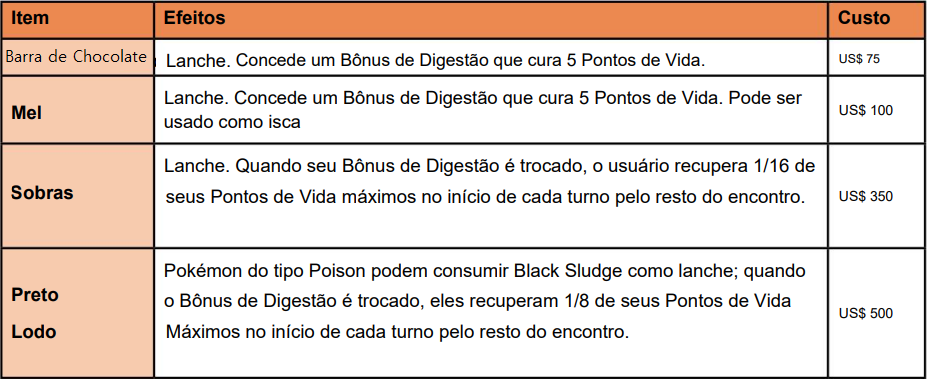 Item Efeitos Custo
Barra de Chocolate Lanche. Concede um Bônus de Digestão que cura 5 Pontos de Vida. US$ 75
Mel Lanche. Concede um Bônus de Digestão que cura 5 Pontos de Vida. Pode ser US$ 100
usado como isca
Sobras Lanche. Quando seu Bônus de Digestão é trocado, o usuário recupera 1/16 de US$ 350
seus Pontos de Vida máximos no início de cada turno pelo resto do encontro.
Preto Pokémon do tipo Poison podem consumir Black Sludge como lanche; quando US$ 500
o Bônus de Digestão é trocado, eles recuperam 1/8 de seus Pontos de Vida
Lodo Máximos no início de cada turno pelo resto do encontro.